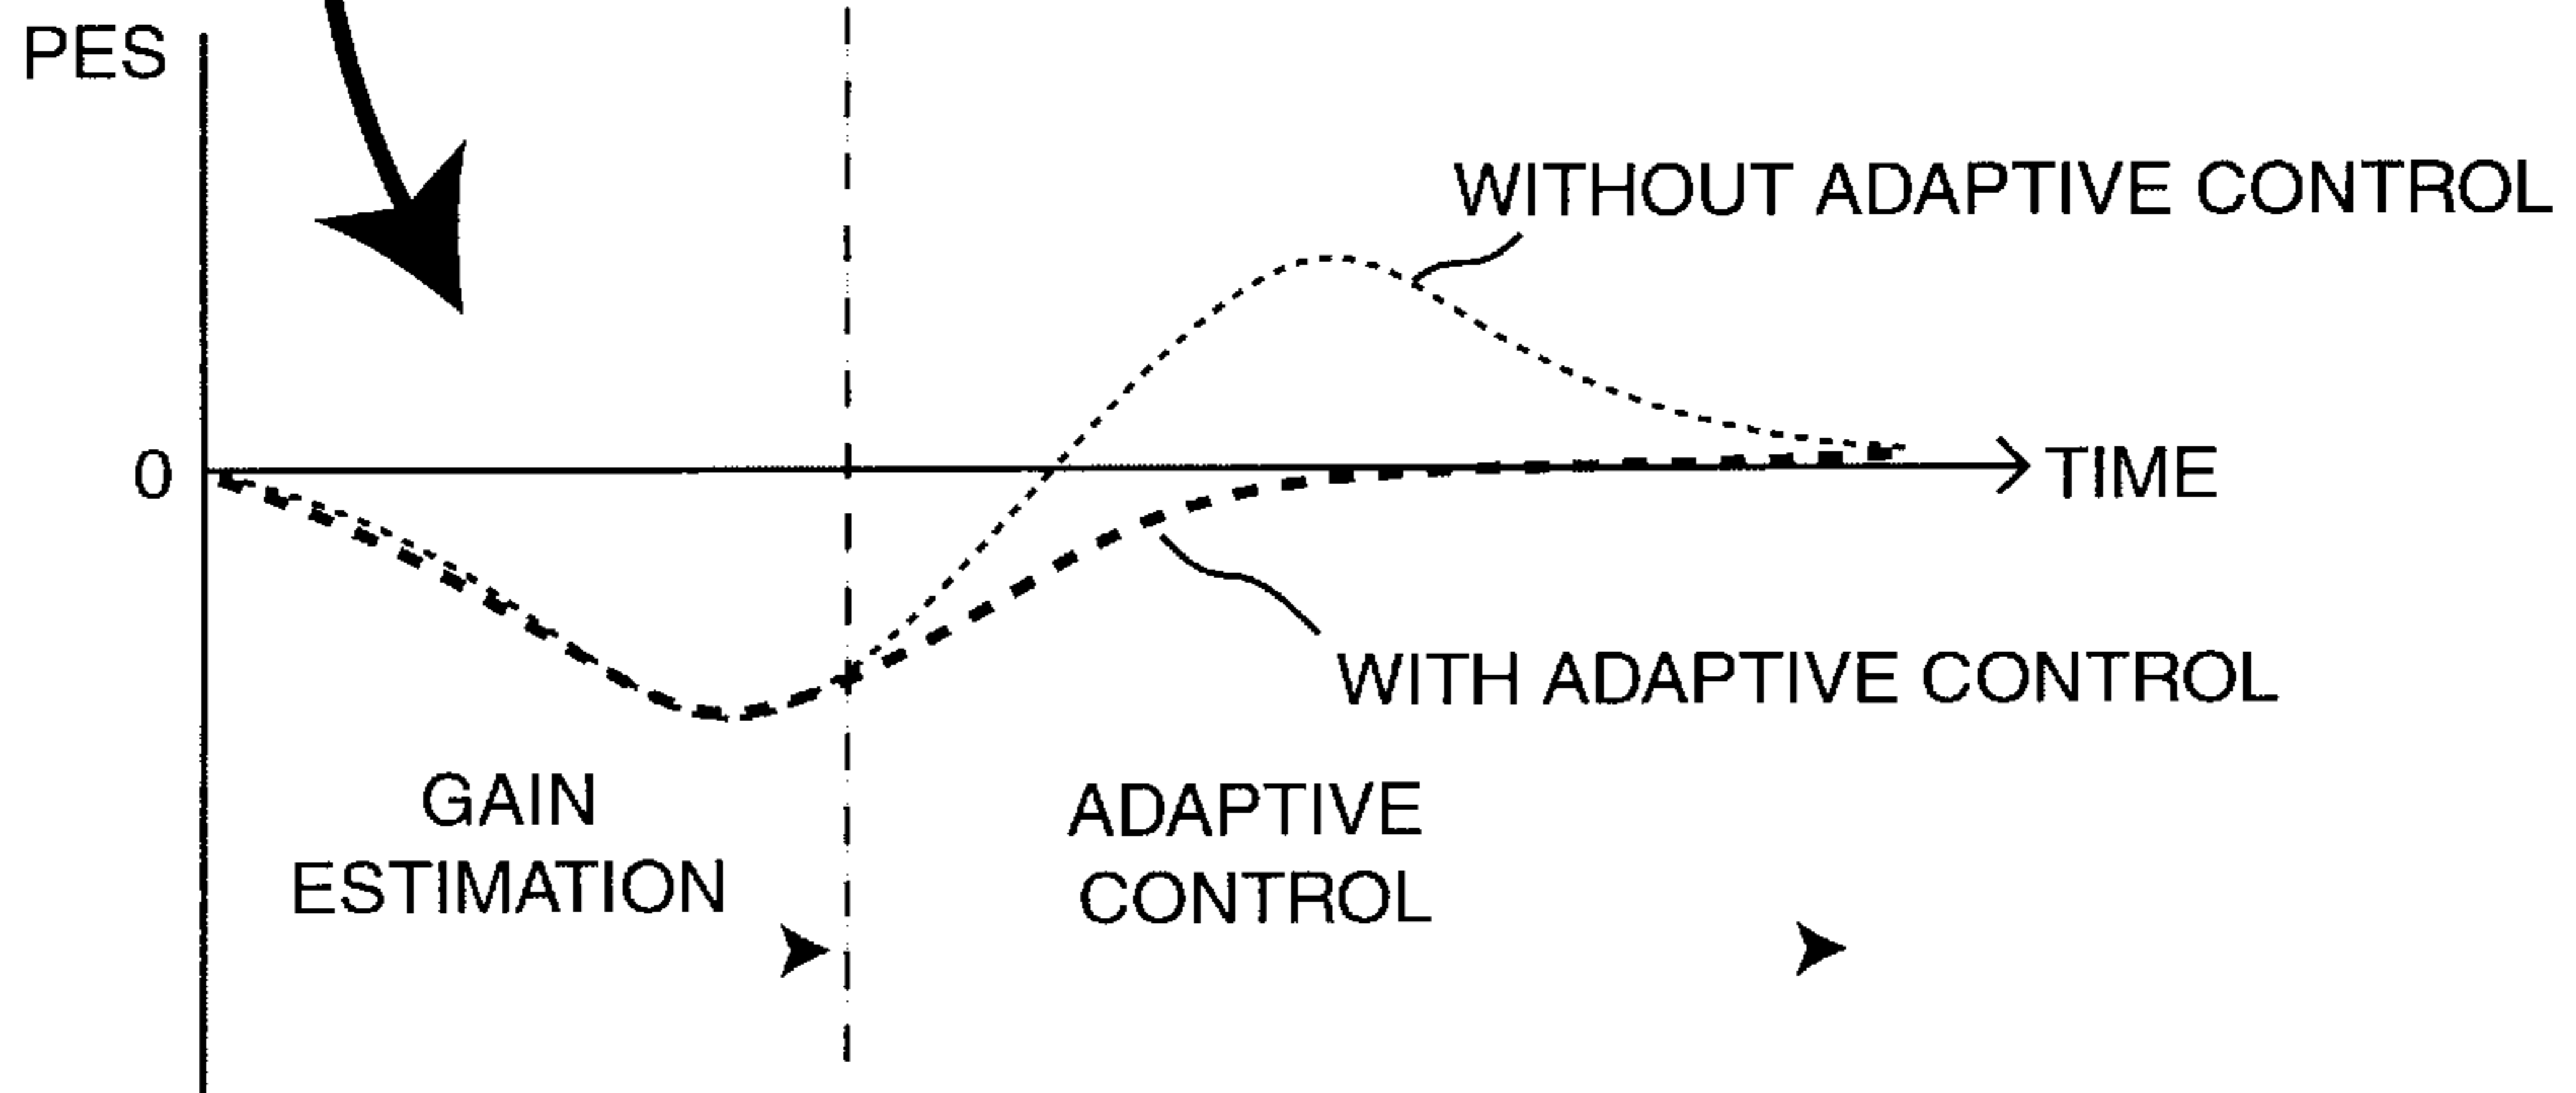 PES
WITHOUT ADAPTIVE CONTROL
0
TIME
WITH ADAPTIVE CONTROL
GAIN
ESTIMATION
ADAPTIVE
CONTROL